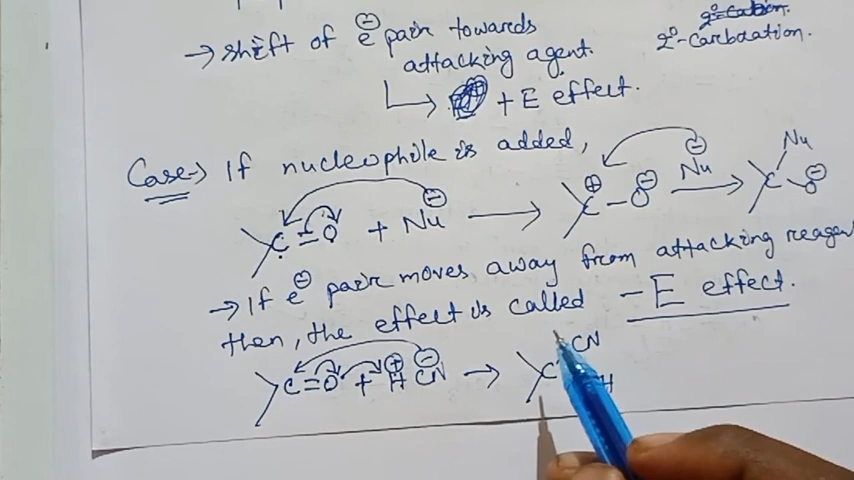 2°-Carbocation.
→ shift of e⊖ pair towards
attacking agent.
↳ + E effect.
Case→ If nucleophile is added,
C=O + Nu⊖ → C⊕–O⊖ Nu⊖ → Nu C–O⊖
→ If e⊖ pair moves away from attacking reagent
then, the effect is called – E effect.
C=O + H⊕ CN⊖ → C CN OH